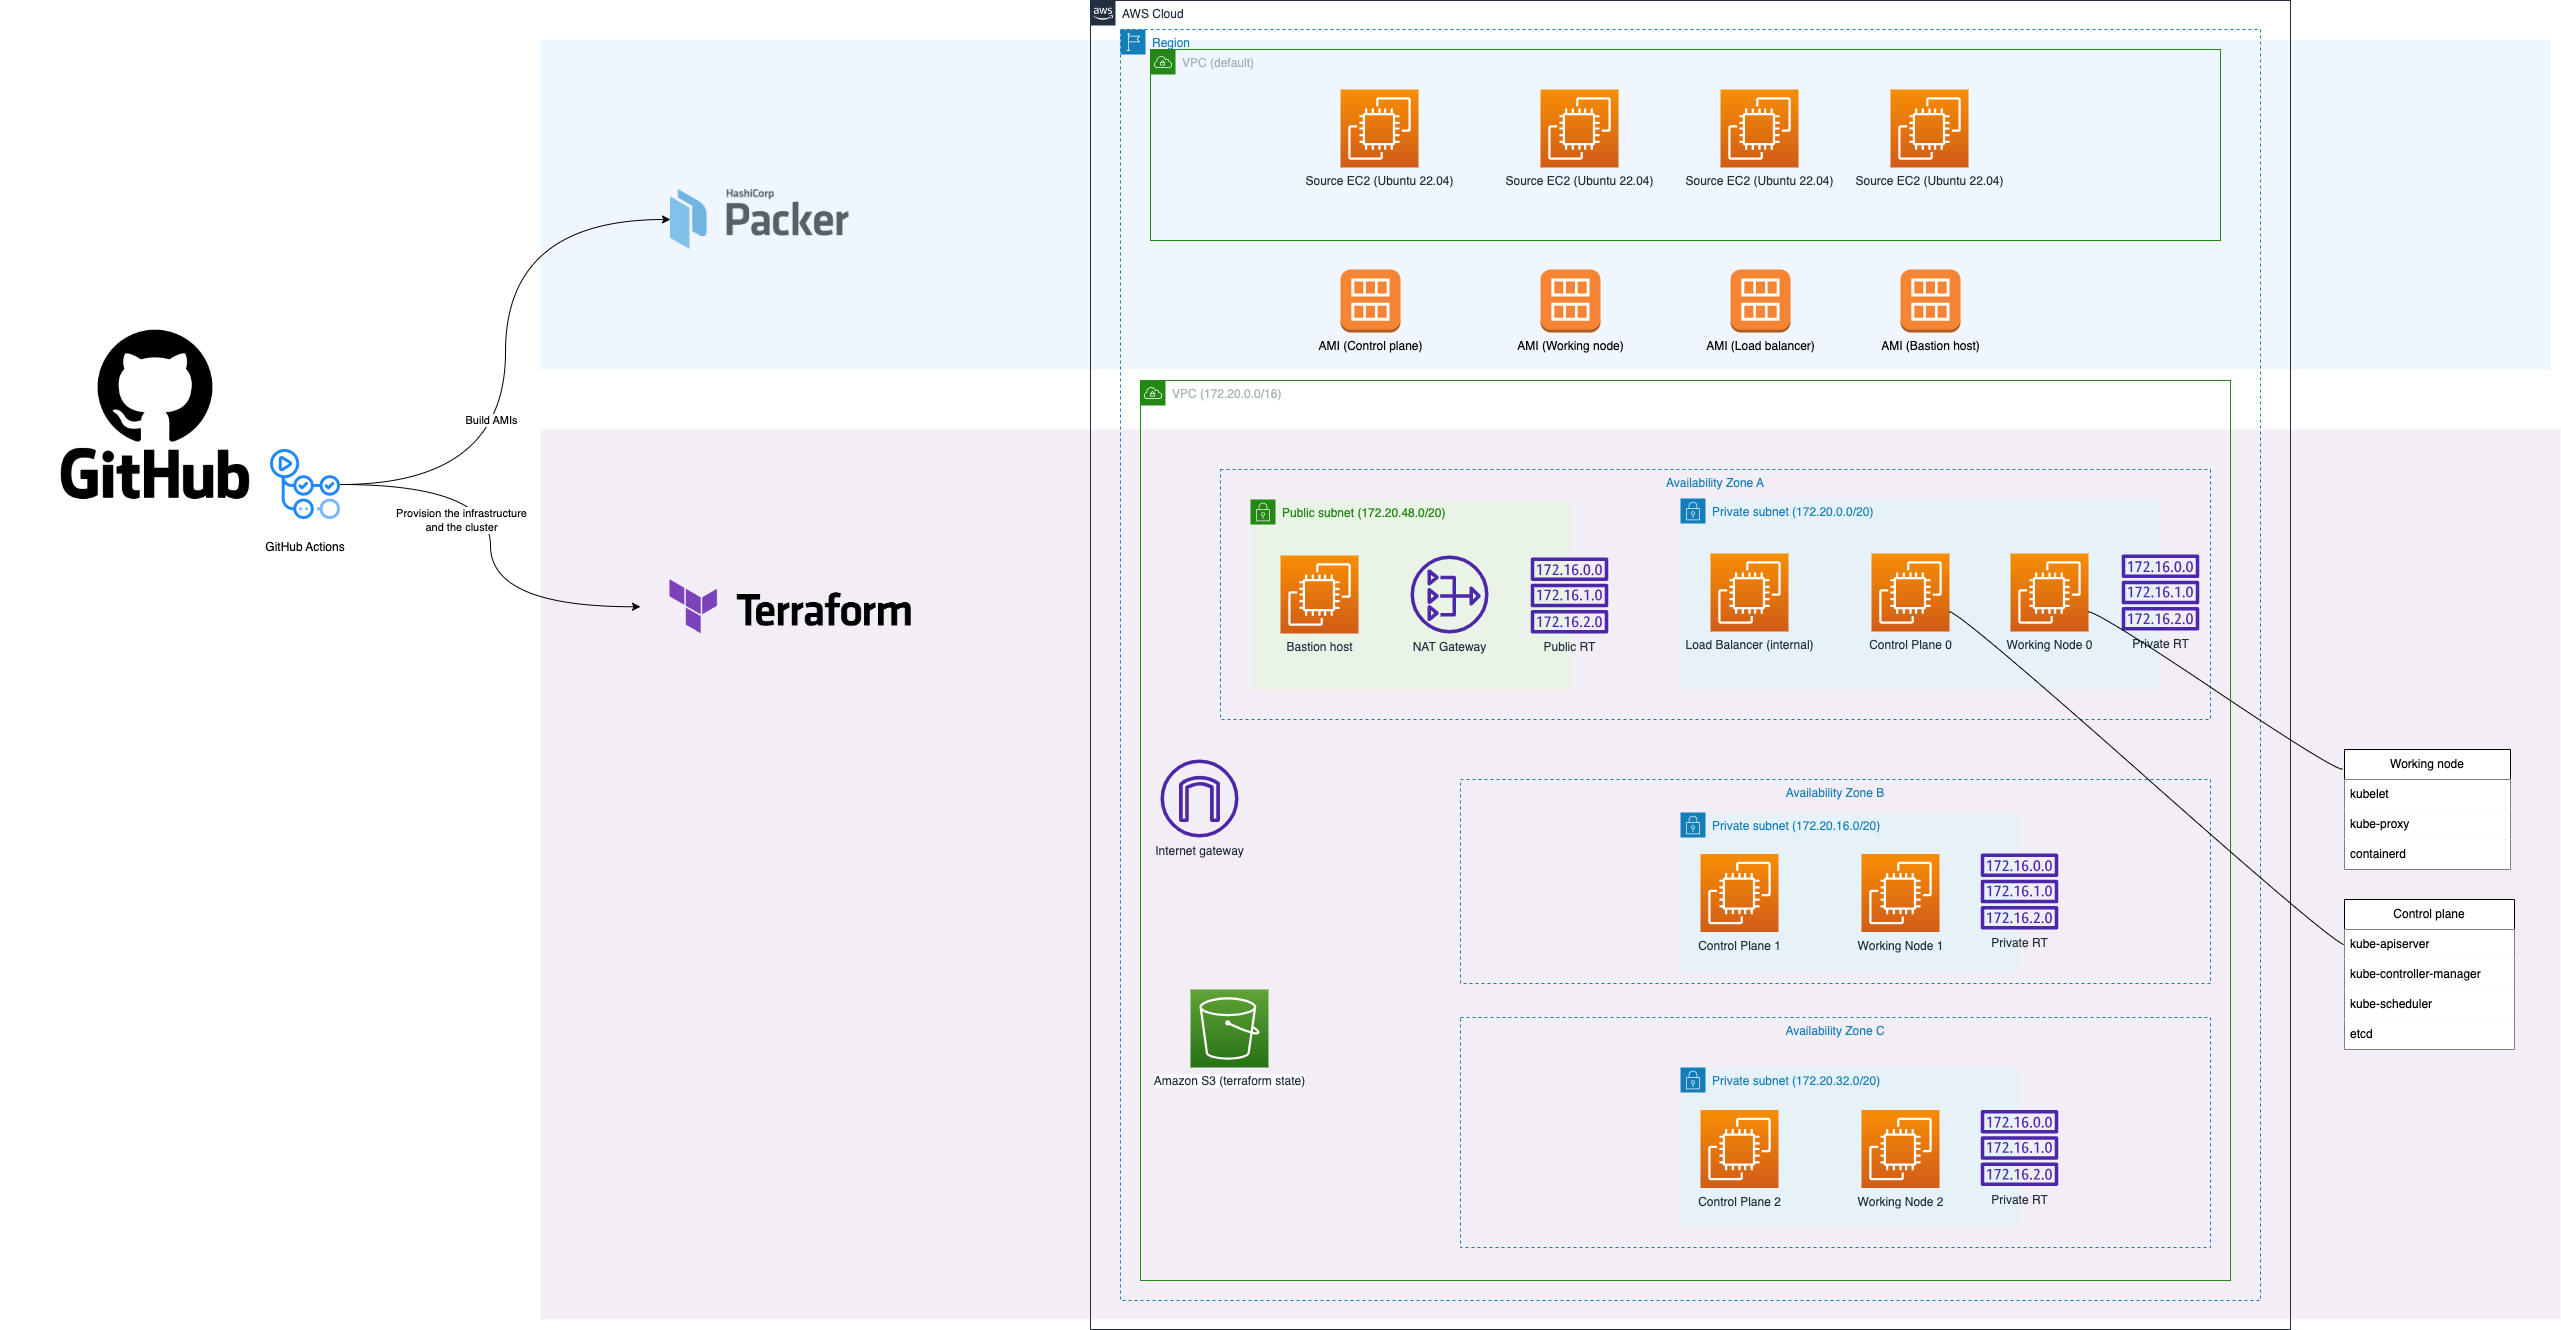 aws
AWS Cloud
Region
VPC (default)
Source EC2 (Ubuntu 22.04)
Source EC2 (Ubuntu 22.04)
Source EC2 (Ubuntu 22.04)
Source EC2 (Ubuntu 22.04)
HashiCorp
Packer
AMI (Control plane)
AMI (Working node)
AMI (Load balancer)
AMI (Bastion host)
VPC (172.20.0.0/16)
GitHub
GitHub Actions
Build AMIs
Provision the infrastructure
and the cluster
Terraform
Availability Zone A
Public subnet (172.20.48.0/20)
Bastion host
NAT Gateway
172.16.0.0
172.16.1.0
172.16.2.0
Public RT
Private subnet (172.20.0.0/20)
Load Balancer (internal)
Control Plane 0
Working Node 0
172.16.0.0
172.16.1.0
172.16.2.0
Private RT
Internet gateway
Availability Zone B
Private subnet (172.20.16.0/20)
Control Plane 1
Working Node 1
172.16.0.0
172.16.1.0
172.16.2.0
Private RT
Amazon S3 (terraform state)
Availability Zone C
Private subnet (172.20.32.0/20)
Control Plane 2
Working Node 2
172.16.0.0
172.16.1.0
172.16.2.0
Private RT
Working node
kubelet
kube-proxy
containerd
Control plane
kube-apiserver
kube-controller-manager
kube-scheduler
etcd